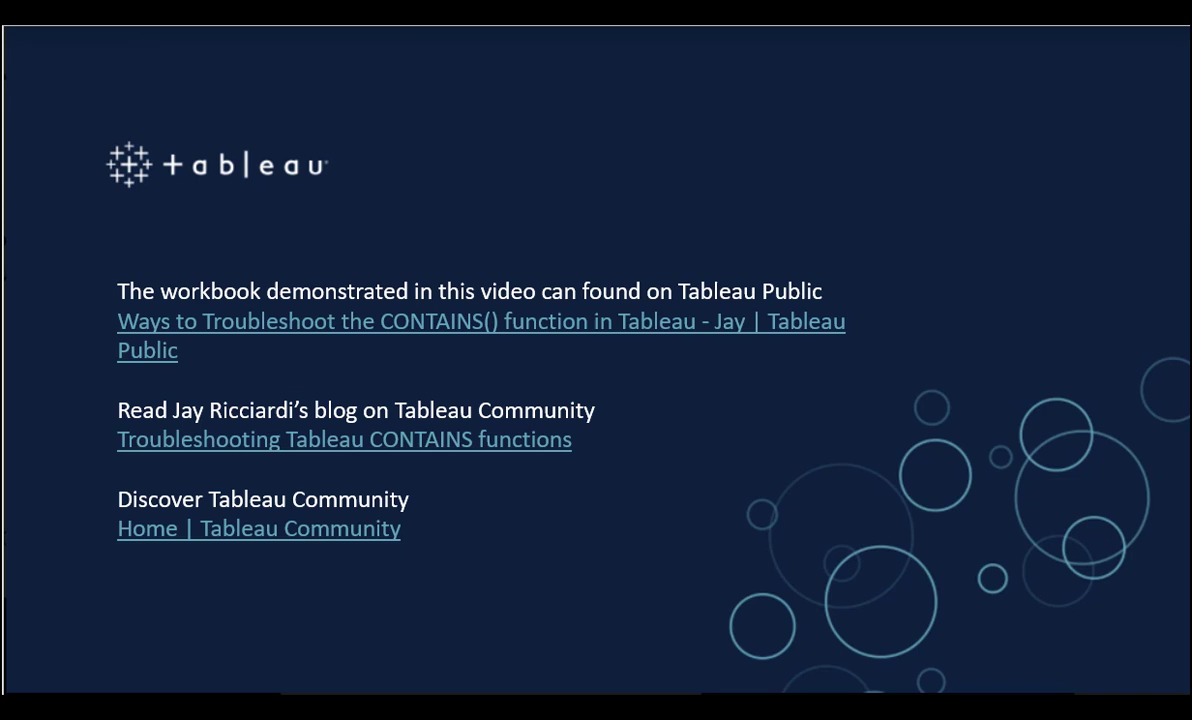 +ableau
The workbook demonstrated in this video can found on Tableau Public
Ways to Troubleshoot the CONTAINS() function in Tableau - Jay | Tableau
Public
Read Jay Ricciardi’s blog on Tableau Community
Troubleshooting Tableau CONTAINS functions
Discover Tableau Community
Home | Tableau Community